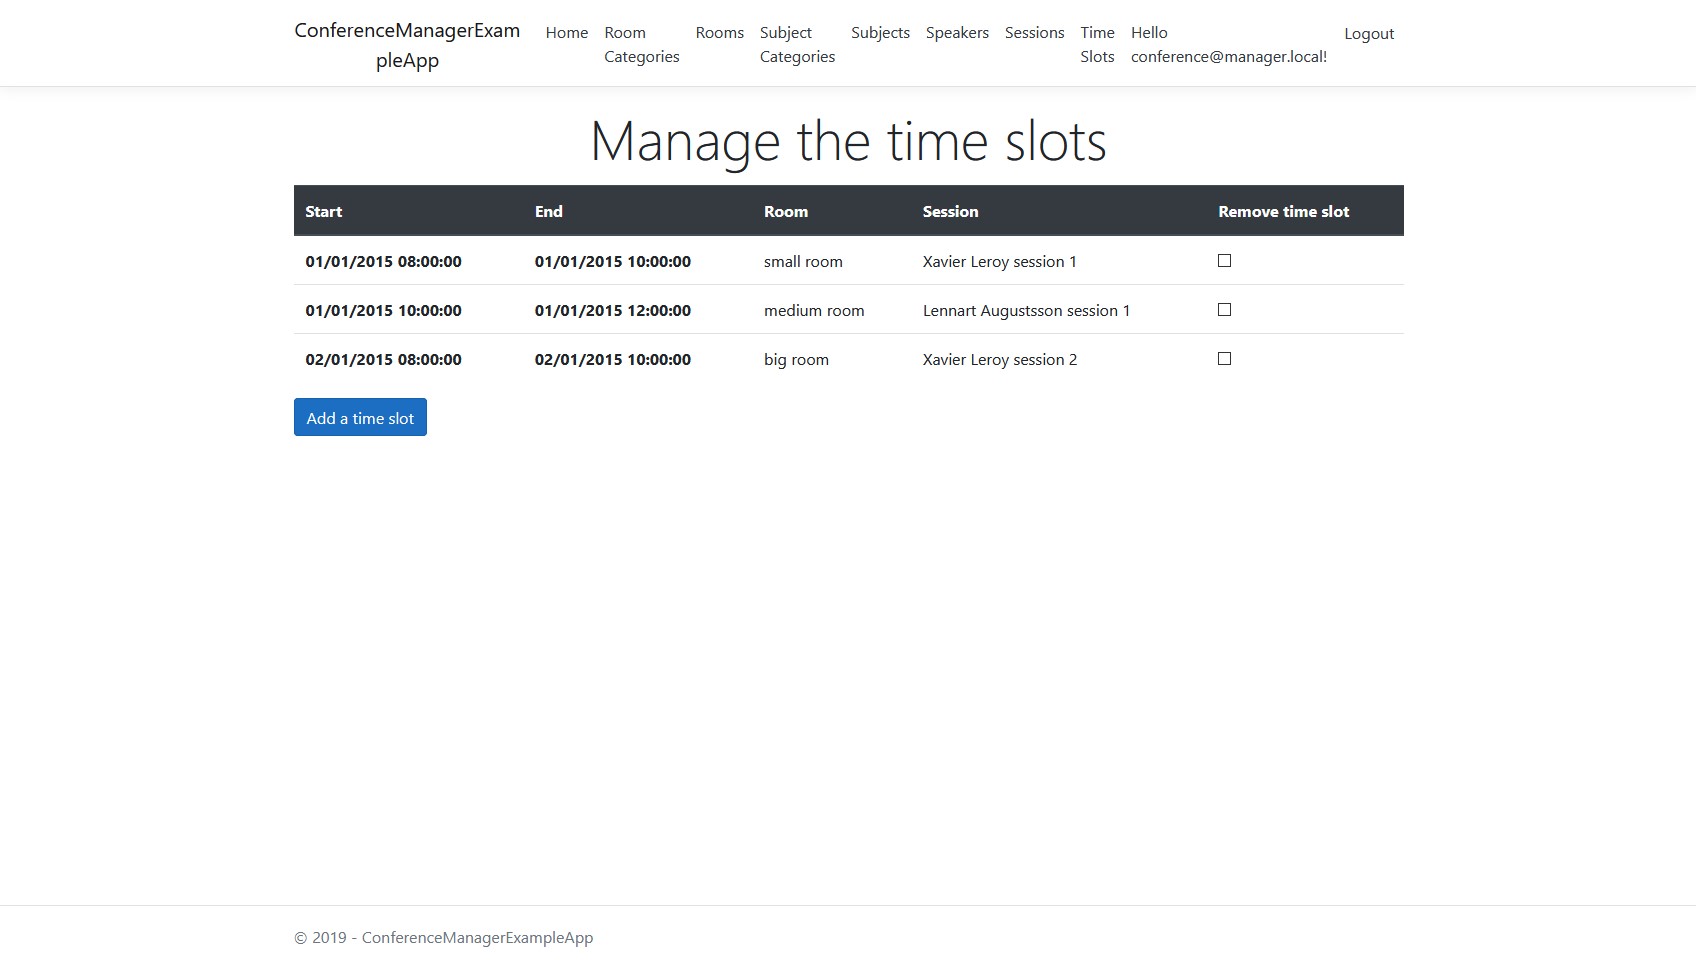 ConferenceManagerExam
pleApp
Home
Room
Categories
Rooms
Subject
Categories
Subjects
Speakers
Sessions
Time
Slots
Hello
conference@manager.local!
Logout
Manage the time slots
Start End Room Session Remove time slot
01/01/2015 08:00:00 01/01/2015 10:00:00 small room Xavier Leroy session 1
01/01/2015 10:00:00 01/01/2015 12:00:00 medium room Lennart Augustsson session 1
02/01/2015 08:00:00 02/01/2015 10:00:00 big room Xavier Leroy session 2
Add a time slot
© 2019 - ConferenceManagerExampleApp